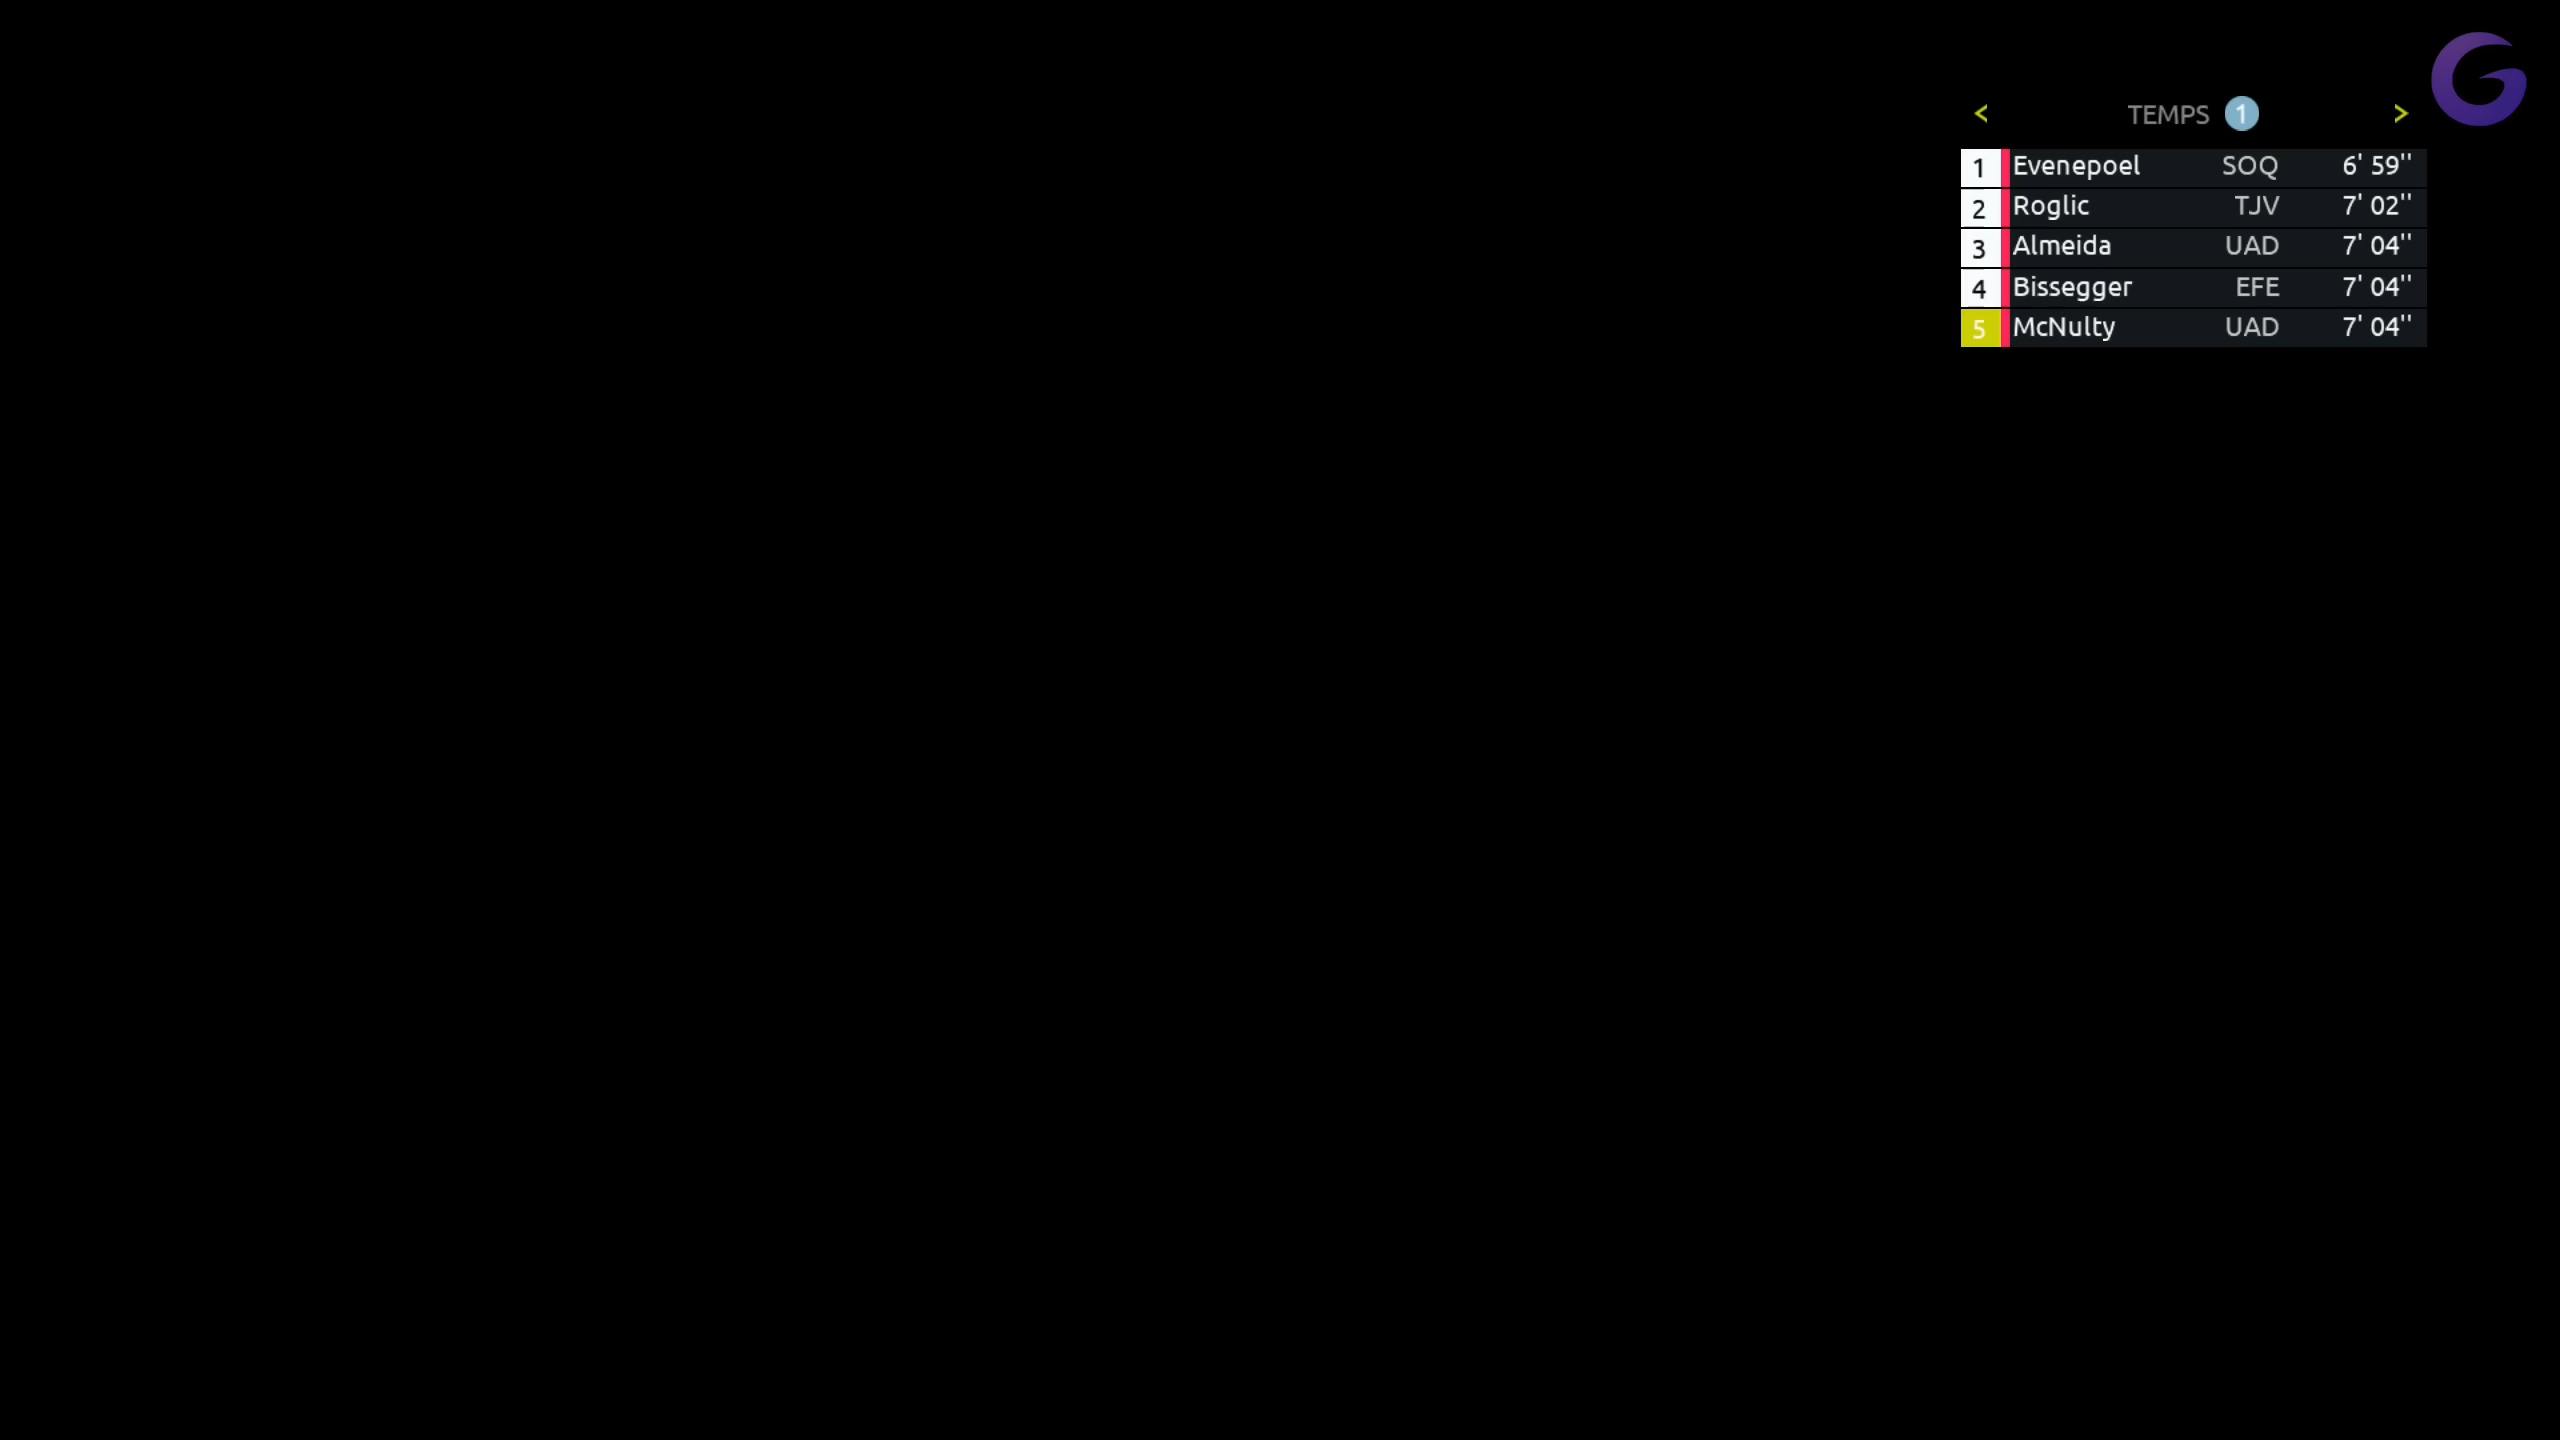 < TEMPS 1 >
1 Evenepoel SOQ 6' 59''
2 Roglic TJV 7' 02''
3 Almeida UAD 7' 04''
4 Bissegger EFE 7' 04''
5 McNulty UAD 7' 04''